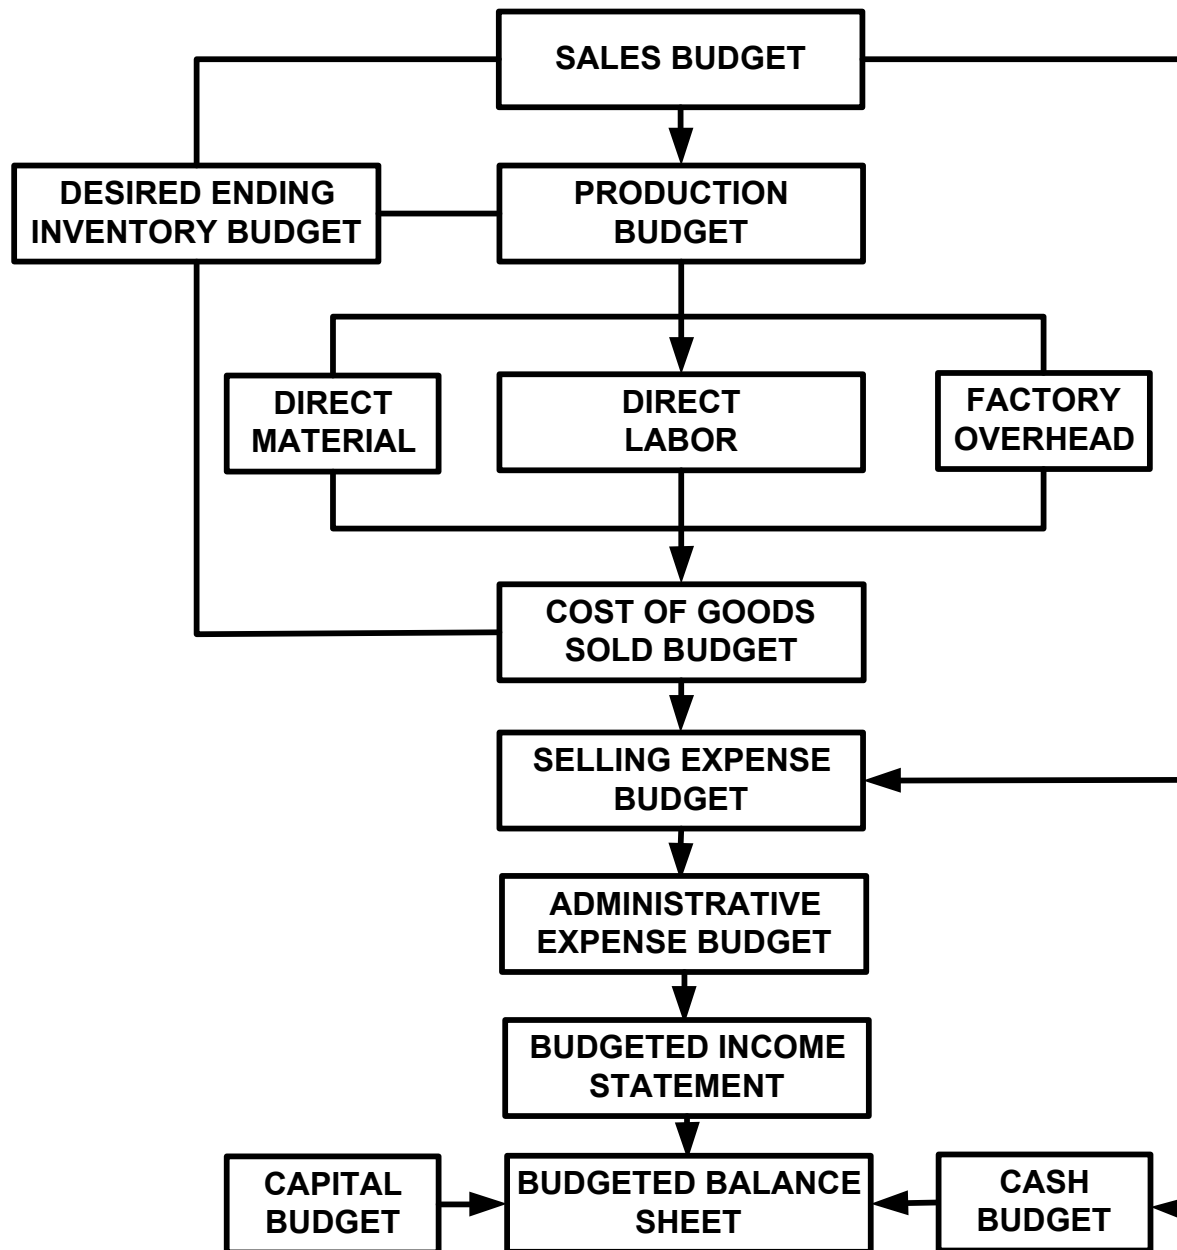 SALES BUDGET
DESIRED ENDING
INVENTORY BUDGET
PRODUCTION
BUDGET
DIRECT
MATERIAL
DIRECT
LABOR
FACTORY
OVERHEAD
COST OF GOODS
SOLD BUDGET
SELLING EXPENSE
BUDGET
ADMINISTRATIVE
EXPENSE BUDGET
BUDGETED INCOME
STATEMENT
CAPITAL
BUDGET
BUDGETED BALANCE
SHEET
CASH
BUDGET